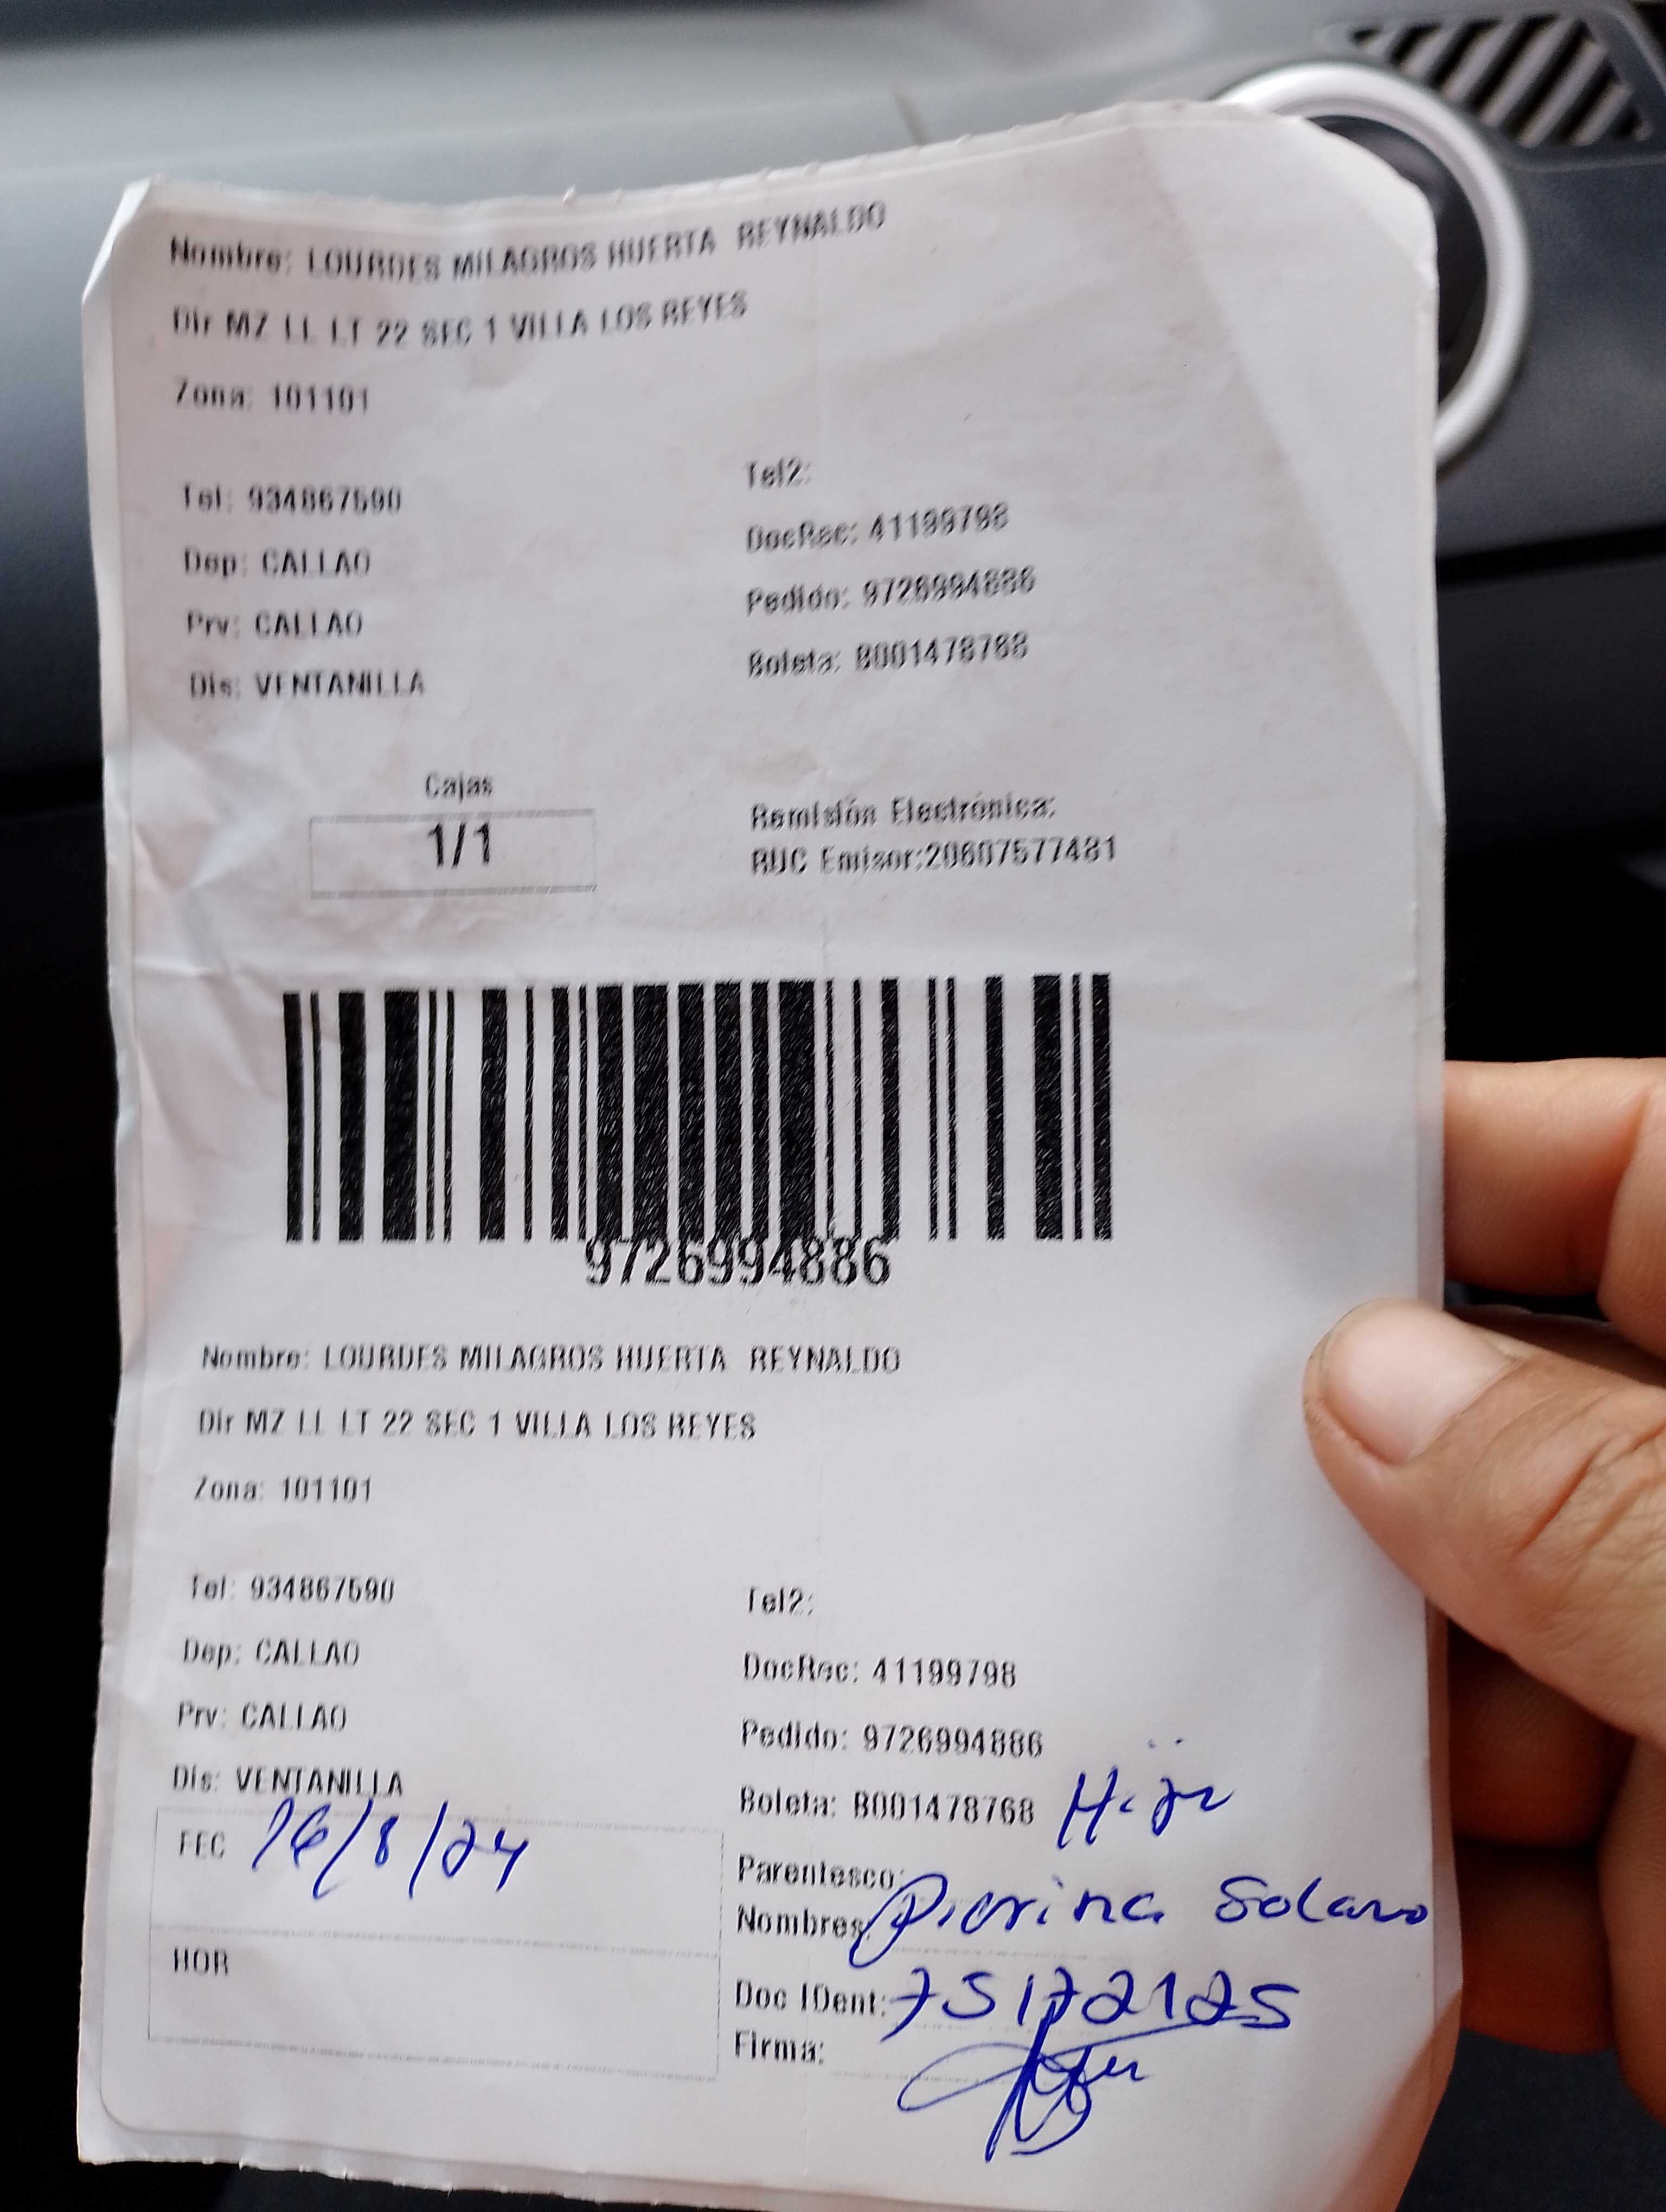 Nombre: LOURDES MILAGROS HUERTA REYNALDO
Dir MZ LL LT 22 SEC 1 VILLA LOS REYES
Zona: 101101
Tel: 934867590
Tel2:
DocRec: 41199798
Dep: CALLAO
Pedido: 9726994886
Prv: CALLAO
Boleta: B001478768
Dis: VENTANILLA
Cajas
1/1
Remisión Electrónica:
RUC Emisor:20607577481
9726994886
Nombre: LOURDES MILAGROS HUERTA REYNALDO
Dir MZ LL LT 22 SEC 1 VILLA LOS REYES
Zona: 101101
Tel: 934867590
Tel2:
Dep: CALLAO
DocRec: 41199798
Prv: CALLAO
Pedido: 9726994886
Dis: VENTANILLA
Boleta: B001478768
FEC 16/8/24
Parentesco: Hija
Nombres: Pierina Solano
HOR
Doc IDent: 75172125
Firma: